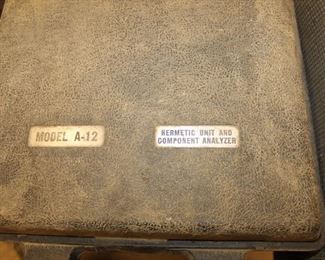 MODEL A-12
HERMETIC UNIT AND
COMPONENT ANALYZER